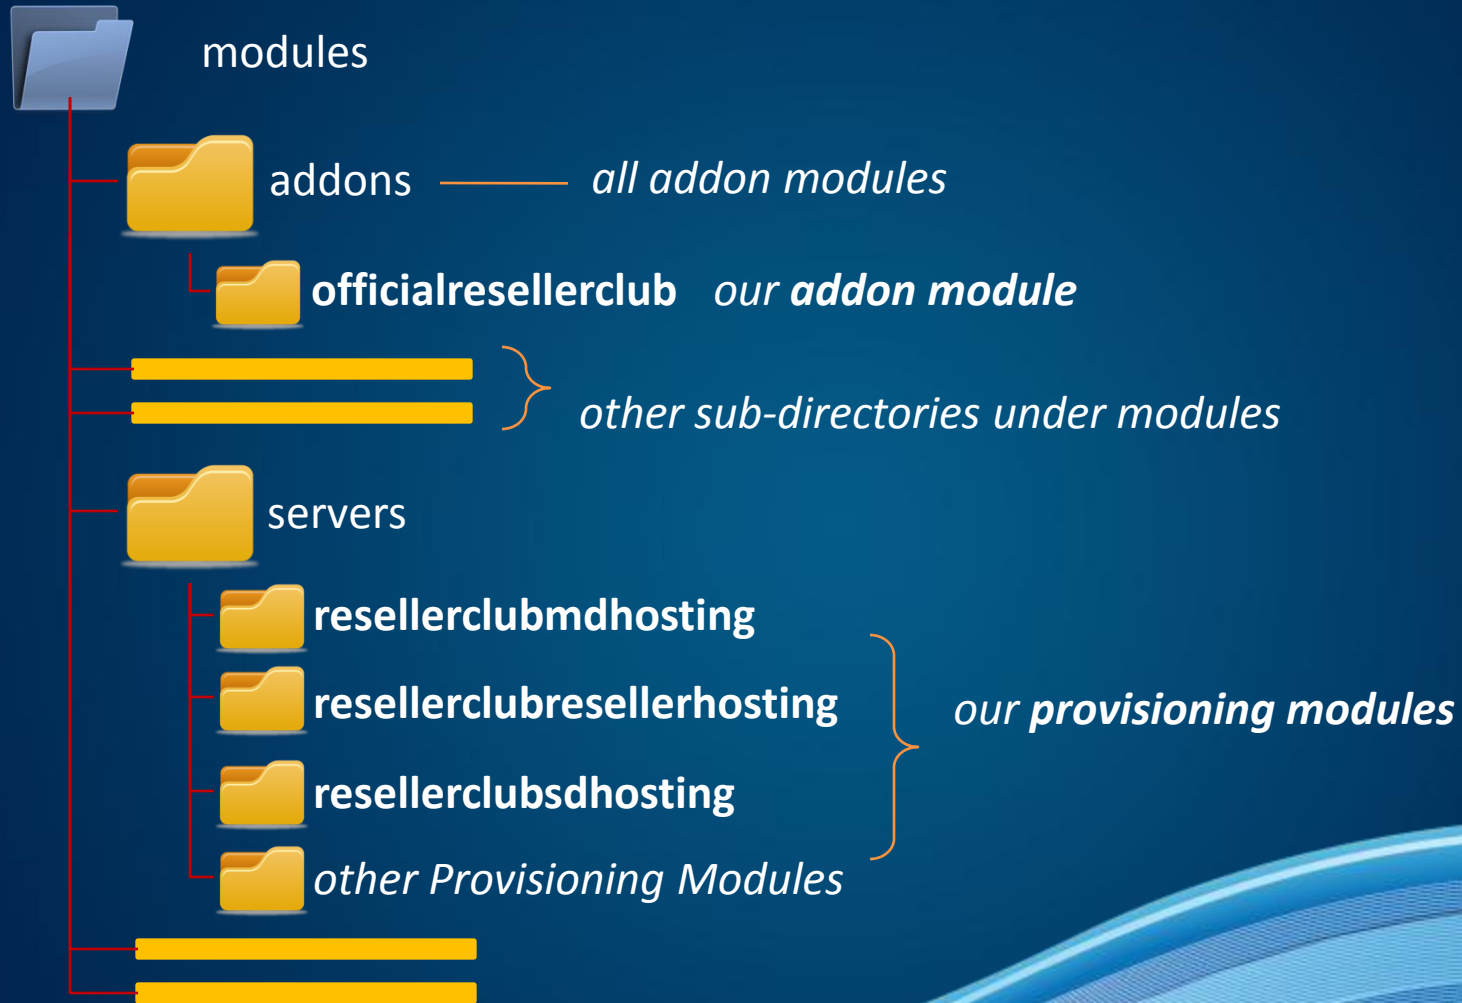 modules
addons
all addon modules
officialresellerclub our addon module
other sub-directories under modules
servers
resellerclubmdhosting
resellerclubresellerhosting
our provisioning modules
resellerclubsdhosting
other Provisioning Modules